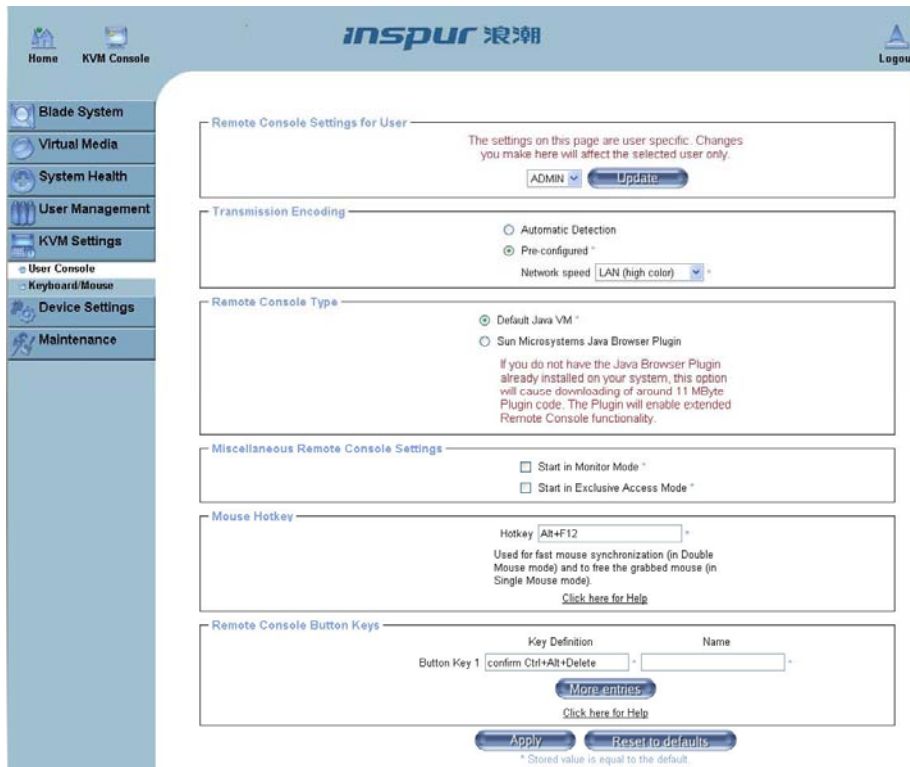 Home
KVM Console
inspur 浪潮
Logou
Blade System
Virtual Media
System Health
User Management
KVM Settings
User Console
Keyboard/Mouse
Device Settings
Maintenance
Remote Console Settings for User
The settings on this page are user specific. Changes
you make here will affect the selected user only.
ADMIN
Update
Transmission Encoding
Automatic Detection
Pre-configured *
Network speed LAN (high color) *
Remote Console Type
Default Java VM *
Sun Microsystems Java Browser Plugin
If you do not have the Java Browser Plugin
already installed on your system, this option
will cause downloading of around 11 MByte
Plugin code. The Plugin will enable extended
Remote Console functionality.
Miscellaneous Remote Console Settings
Start in Monitor Mode *
Start in Exclusive Access Mode *
Mouse Hotkey
Hotkey Alt+F12 *
Used for fast mouse synchronization (in Double
Mouse mode) and to free the grabbed mouse (in
Single Mouse mode).
Click here for Help
Remote Console Button Keys
Key Definition Name
Button Key 1 confirm Ctrl+Alt+Delete * *
More entries
Click here for Help
Apply
Reset to defaults
* Stored value is equal to the default.